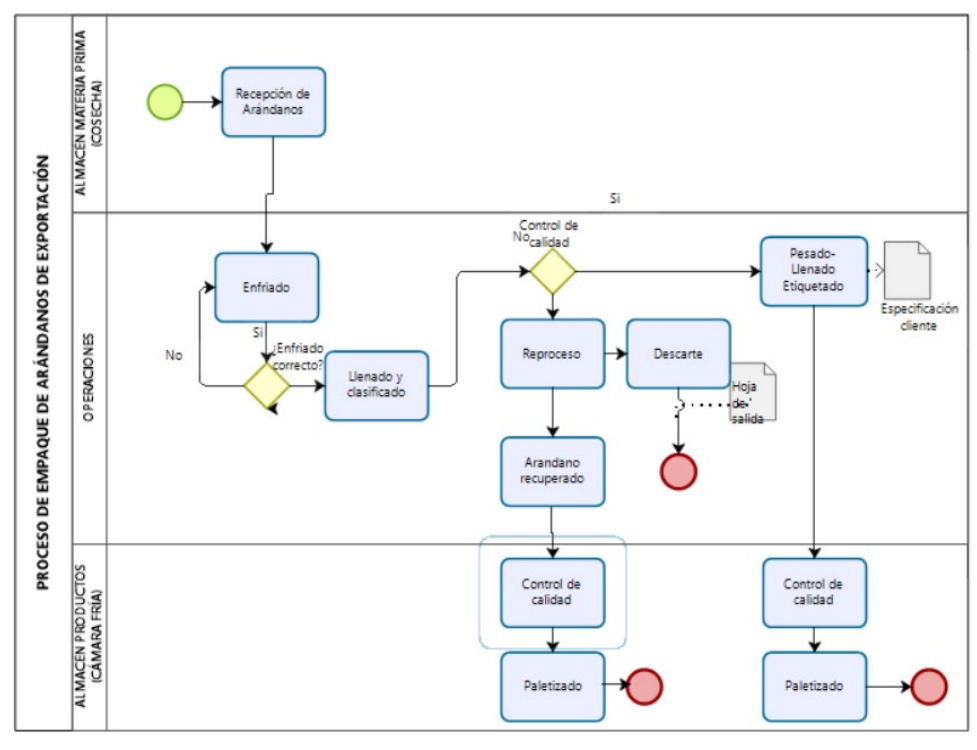 PROCESO DE EMPAQUE DE ARÁNDANOS DE EXPORTACIÓN
ALMACEN MATERIA PRIMA
(COSECHA)
Recepción de
Arándanos
Si
OPERACIONES
Enfriado
Si
No
¿Enfriado
correcto?
Llenado y
clasificado
Control de
calidad
No
Reproceso
Descarte
Hoja
de
salida
Arandano
recuperado
Pesado-
Llenado
Etiquetado
Especificación
cliente
ALMACEN PRODUCTOS
(CÁMARA FRÍA)
Control de
calidad
Paletizado
Control de
calidad
Paletizado